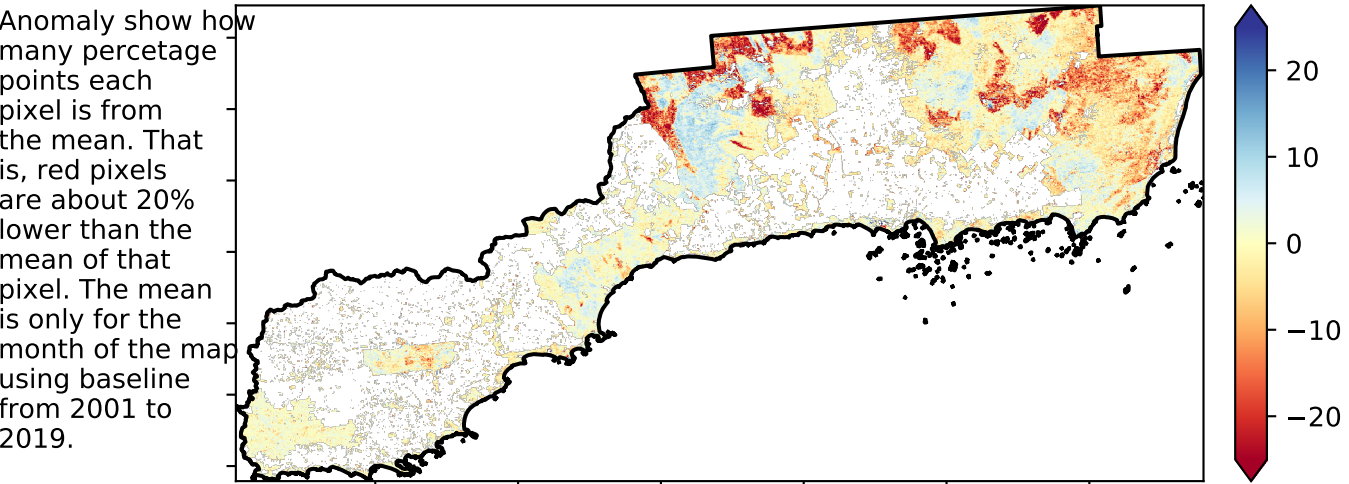 Anomaly show how
many percetage
points each
pixel is from
the mean. That
is, red pixels
are about 20%
lower than the
mean of that
pixel. The mean
is only for the
month of the map
using baseline
from 2001 to
2019.
20
10
0
−10
−20